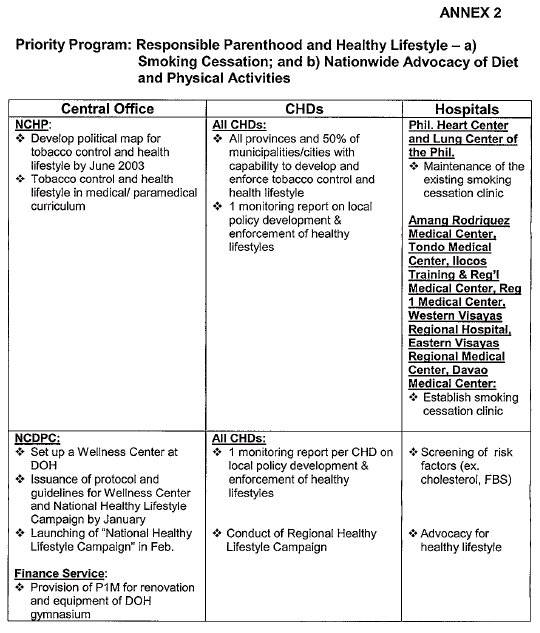 ANNEX 2
Priority Program: Responsible Parenthood and Healthy Lifestyle – a)
Smoking Cessation; and b) Nationwide Advocacy of Diet
and Physical Activities
Central Office
CHDs
Hospitals
NCHP:
❖ Develop political map for
tobacco control and health
lifestyle by June 2003
❖ Tobacco control and health
lifestyle in medical/ paramedical
curriculum
All CHDs:
❖ All provinces and 50% of
municipalities/cities with
capability to develop and
enforce tobacco control and
health lifestyle
❖ 1 monitoring report on local
policy development &
enforcement of healthy
lifestyles
Phil. Heart Center
and Lung Center of
the Phil.
❖ Maintenance of the
existing smoking
cessation clinic
Amang Rodriquez
Medical Center,
Tondo Medical
Center, Ilocos
Training & Reg'l
Medical Center, Reg
1 Medical Center,
Western Visayas
Regional Hospital,
Eastern Visayas
Regional Medical
Center, Davao
Medical Center:
❖ Establish smoking
cessation clinic
NCDPC:
❖ Set up a Wellness Center at
DOH
❖ Issuance of protocol and
guidelines for Wellness Center
and National Healthy Lifestyle
Campaign by January
❖ Launching of "National Healthy
Lifestyle Campaign" in Feb.
Finance Service:
❖ Provision of P1M for renovation
and equipment of DOH
gymnasium
All CHDs:
❖ 1 monitoring report per CHD on
local policy development &
enforcement of healthy
lifestyles
❖ Conduct of Regional Healthy
Lifestyle Campaign
❖ Screening of risk
factors (ex.
cholesterol, FBS)
❖ Advocacy for
healthy lifestyle